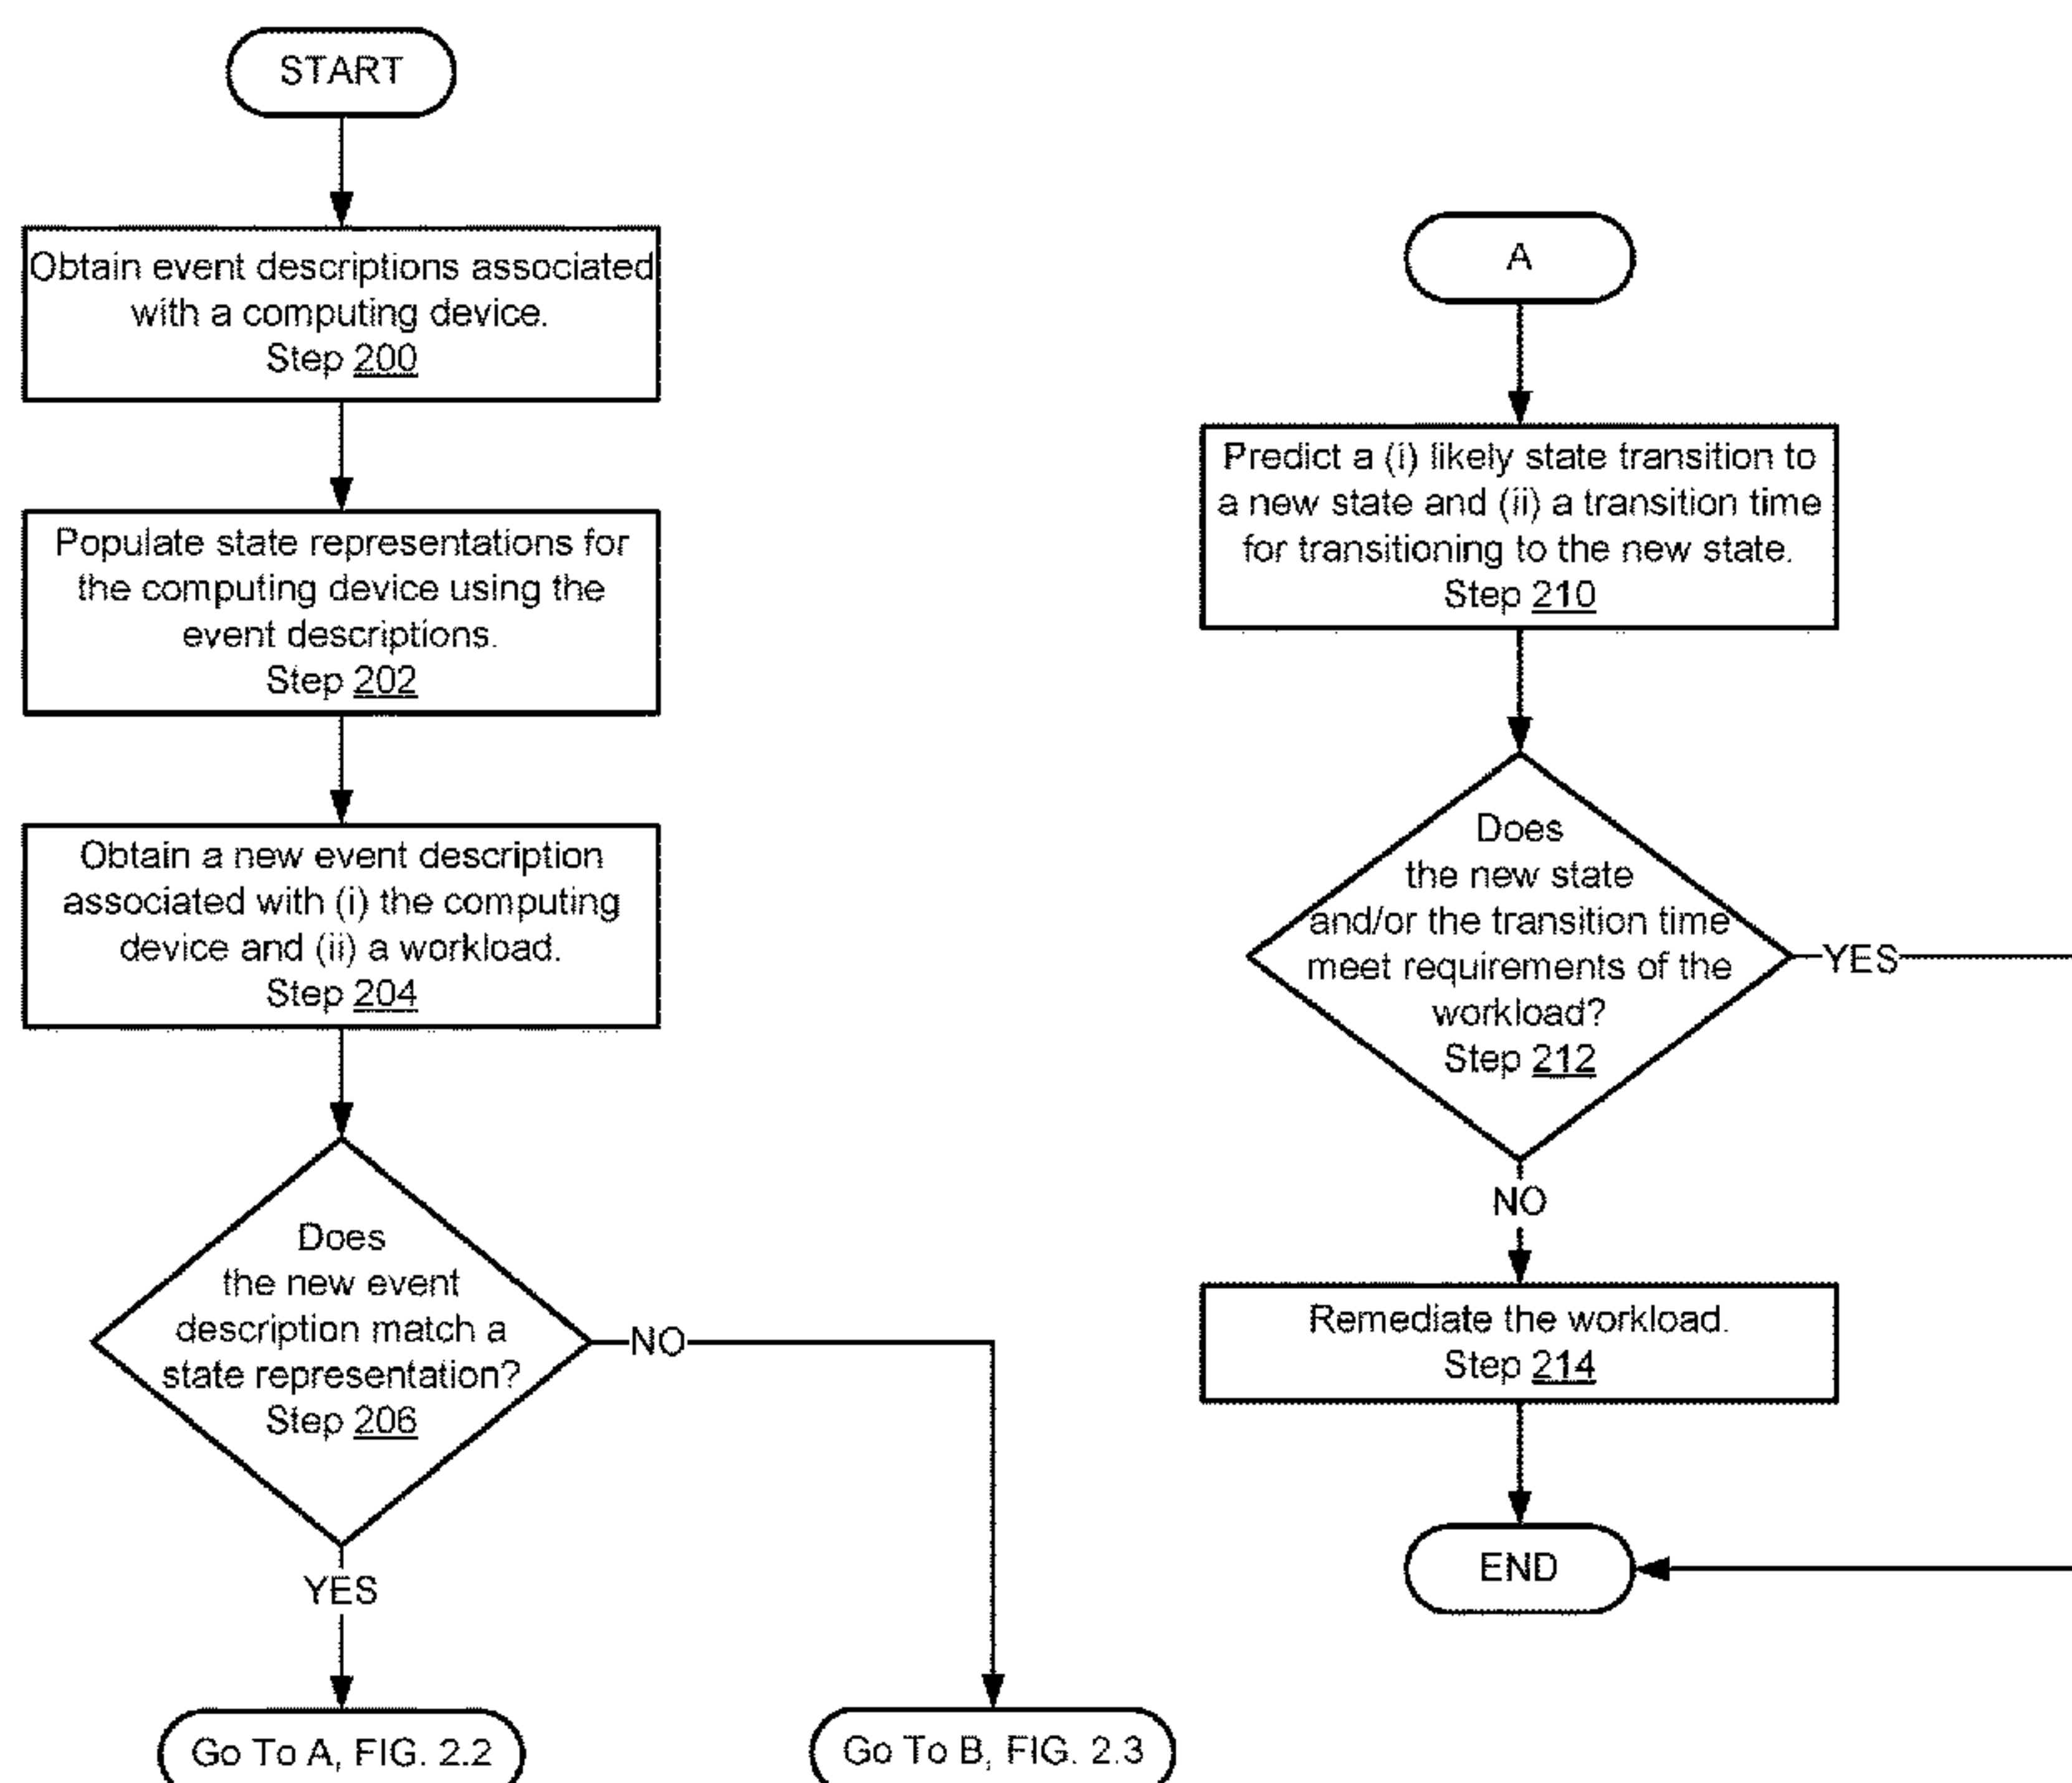 START
Obtain event descriptions associated
with a computing device.
Step 200
Populate state representations for
the computing device using the
event descriptions.
Step 202
Obtain a new event description
associated with (i) the computing
device and (ii) a workload.
Step 204
Does
the new event
description match a
state representation?
Step 206
NO
YES
Go To A, FIG. 2.2
Go To B, FIG. 2.3
A
Predict a (i) likely state transition to
a new state and (ii) a transition time
for transitioning to the new state.
Step 210
Does
the new state
and/or the transition time
meet requirements of the
workload?
Step 212
YES
NO
Remediate the workload.
Step 214
END